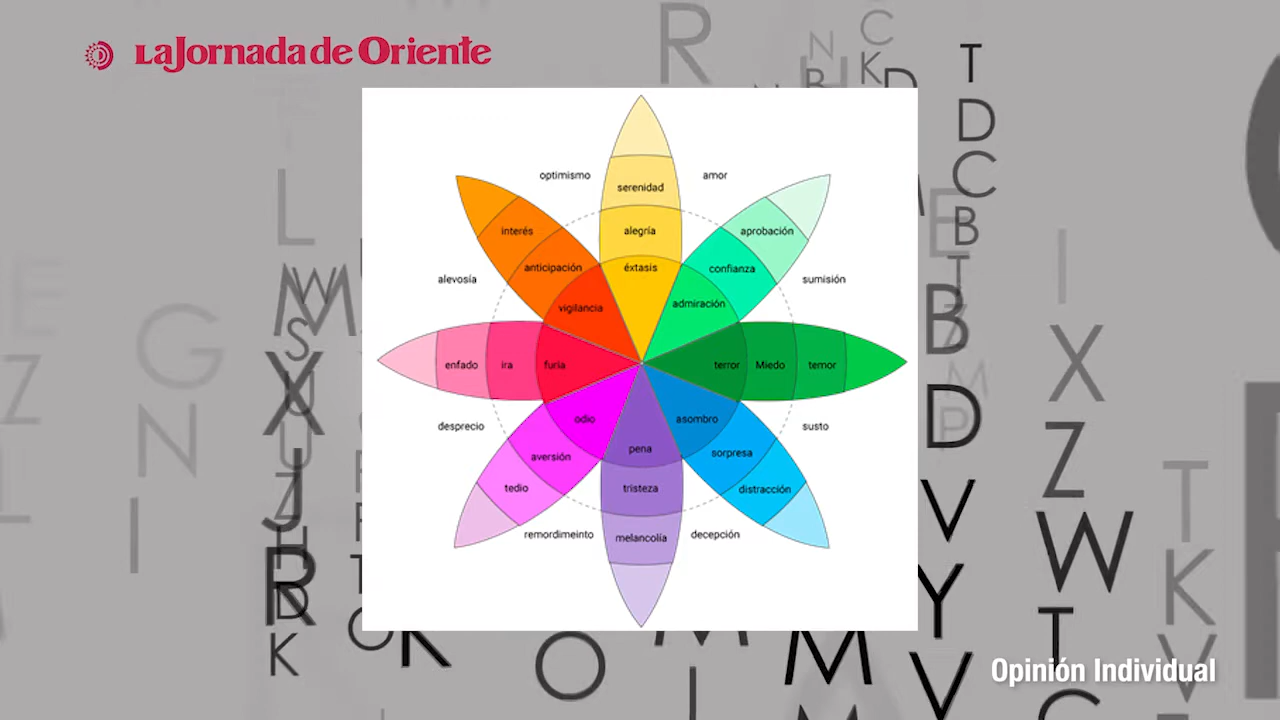 La Jornada de Oriente
optimismo
amor
serenidad
interés
alegría
aprobación
anticipación
éxtasis
confianza
alevosía
sumisión
vigilancia
admiración
enfado
ira
furia
terror
Miedo
temor
desprecio
odio
asombro
susto
aversión
pena
sorpresa
tedio
tristeza
distracción
remordimeinto
melancolía
decepción
Opinión Individual